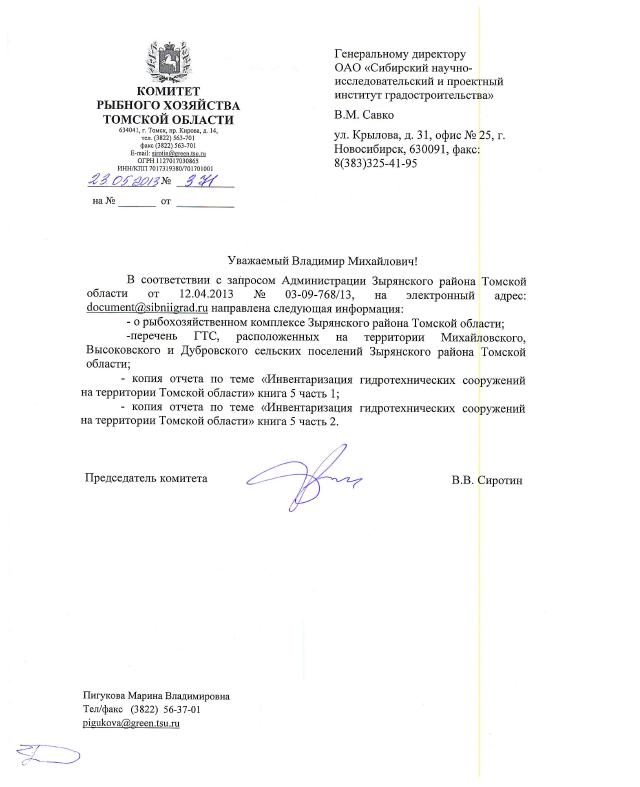 КОМИТЕТ
РЫБНОГО ХОЗЯЙСТВА
ТОМСКОЙ ОБЛАСТИ
634041, г. Томск, пр. Кирова, д. 14,
тел. (3822) 563-701
факс (3822) 563-701
E-mail: sirotin@green.tsu.ru
ОГРН 1127017030865
ИНН/КПП 7017319380/701701001
23.05.2013 № 371
на № ________ от ____________
Генеральному директору
ОАО «Сибирский научно-
исследовательский и проектный
институт градостроительства»
В.М. Савко
ул. Крылова, д. 31, офис № 25, г.
Новосибирск, 630091, факс:
8(383)325-41-95
Уважаемый Владимир Михайлович!
В соответствии с запросом Администрации Зырянского района Томской
области от 12.04.2013 № 03-09-768/13, на электронный адрес:
document@sibniigrad.ru направлена следующая информация:
- о рыбохозяйственном комплексе Зырянского района Томской области;
-перечень ГТС, расположенных на территории Михайловского,
Высоковского и Дубровского сельских поселений Зырянского района Томской
области;
- копия отчета по теме «Инвентаризация гидротехнических сооружений
на территории Томской области» книга 5 часть 1;
- копия отчета по теме «Инвентаризация гидротехнических сооружений
на территории Томской области» книга 5 часть 2.
Председатель комитета
В.В. Сиротин
Пигукова Марина Владимировна
Тел/факс (3822) 56-37-01
pigukova@green.tsu.ru